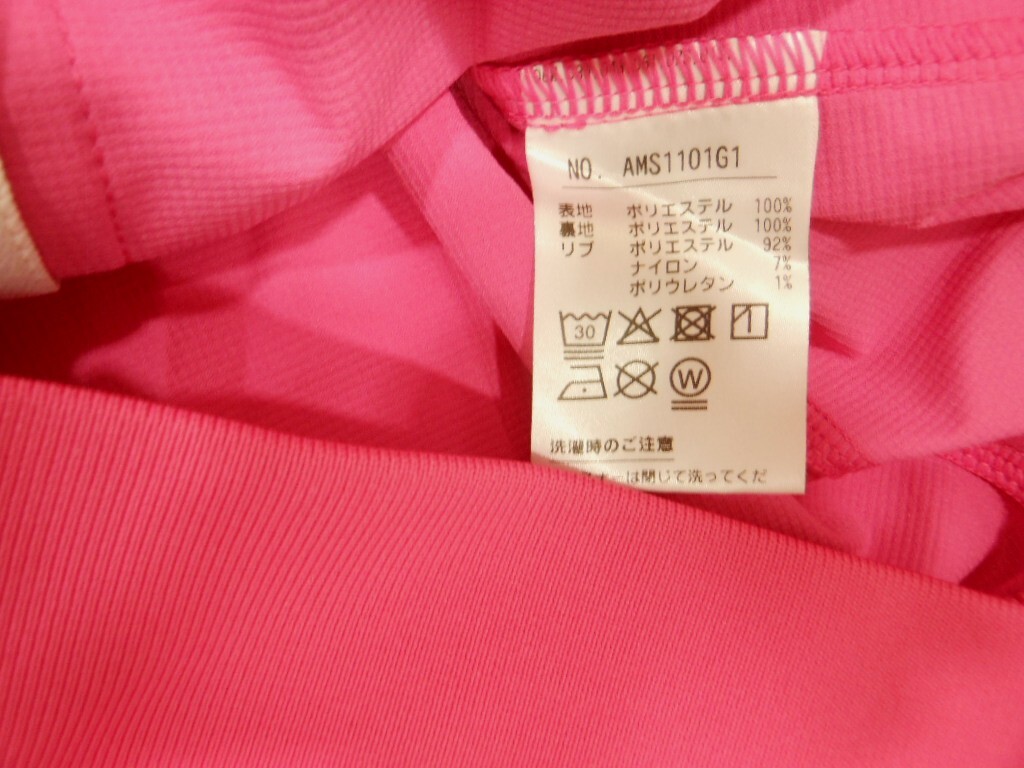 NO. AMS1101G1
表地 ポリエステル 100%
裏地 ポリエステル 100%
リブ ポリエステル 92%
ナイロン 7%
ポリウレタン 1%
30
W
洗濯時のご注意
は閉じて洗ってくだ